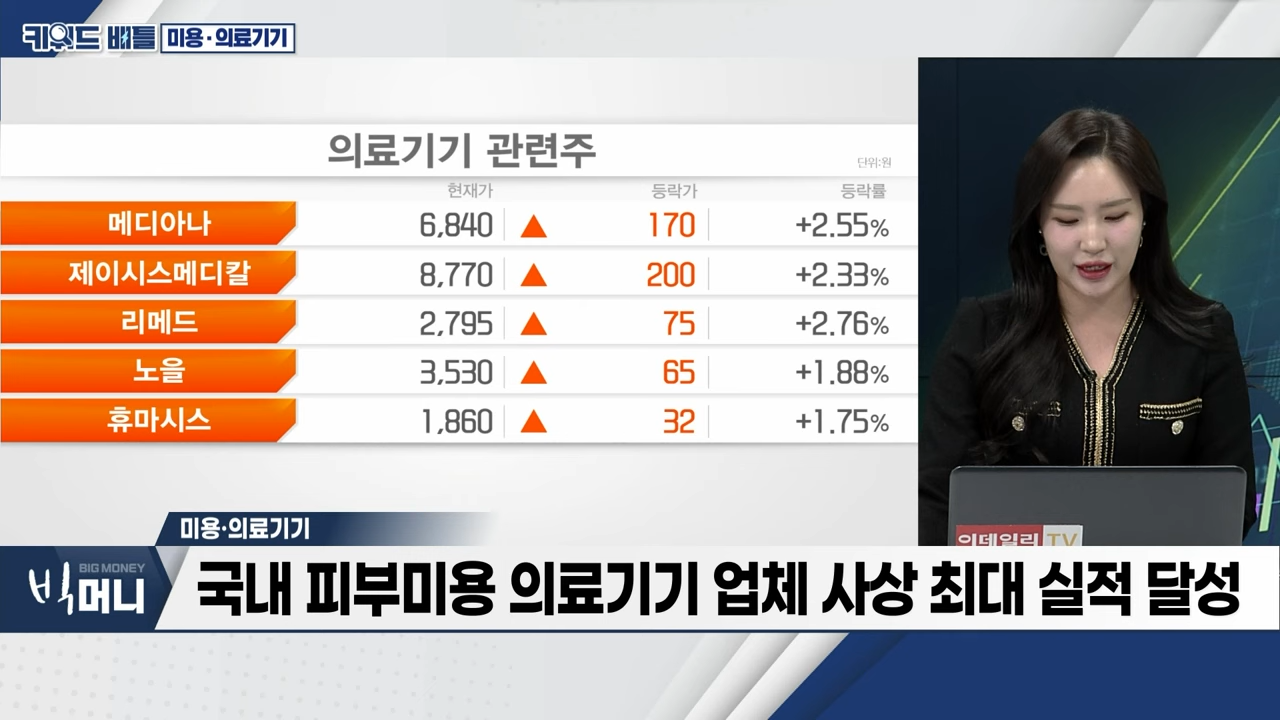 키워드 배틀 미용·의료기기
의료기기 관련주
단위:원
현재가 등락가 등락률
메디아나 6,840 ▲ 170 +2.55%
제이시스메디칼 8,770 ▲ 200 +2.33%
리메드 2,795 ▲ 75 +2.76%
노을 3,530 ▲ 65 +1.88%
휴마시스 1,860 ▲ 32 +1.75%
이데일리 TV
미용·의료기기
BIG MONEY
빅머니
국내 피부미용 의료기기 업체 사상 최대 실적 달성